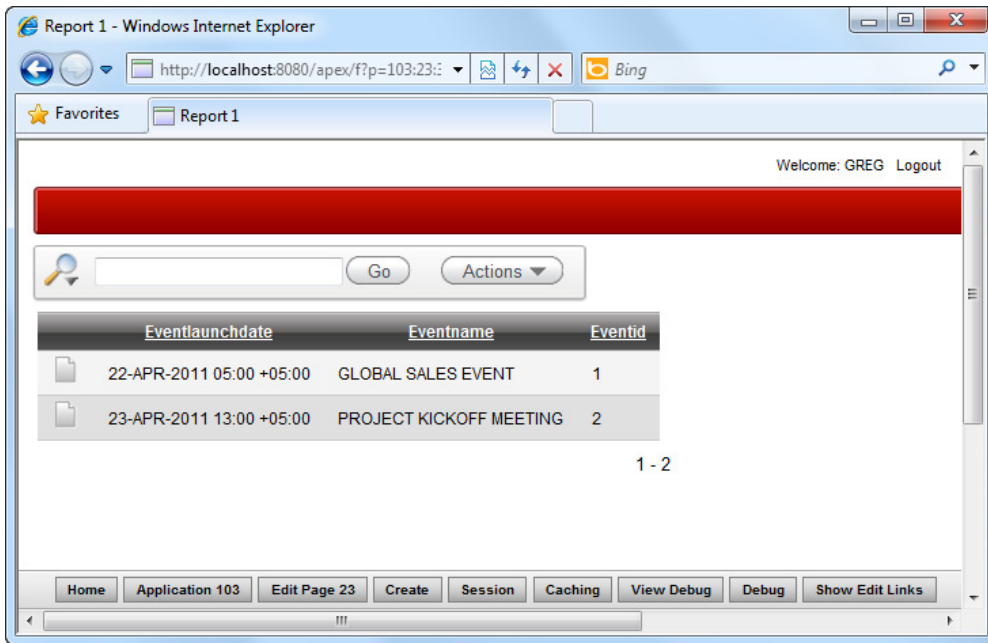 Report 1 - Windows Internet Explorer
http://localhost:8080/apex/f?p=103:23: Bing
Favorites Report 1
Welcome: GREG Logout
Go Actions
Eventlaunchdate Eventname Eventid
22-APR-2011 05:00 +05:00 GLOBAL SALES EVENT 1
23-APR-2011 13:00 +05:00 PROJECT KICKOFF MEETING 2
1 - 2
Home Application 103 Edit Page 23 Create Session Caching View Debug Debug Show Edit Links